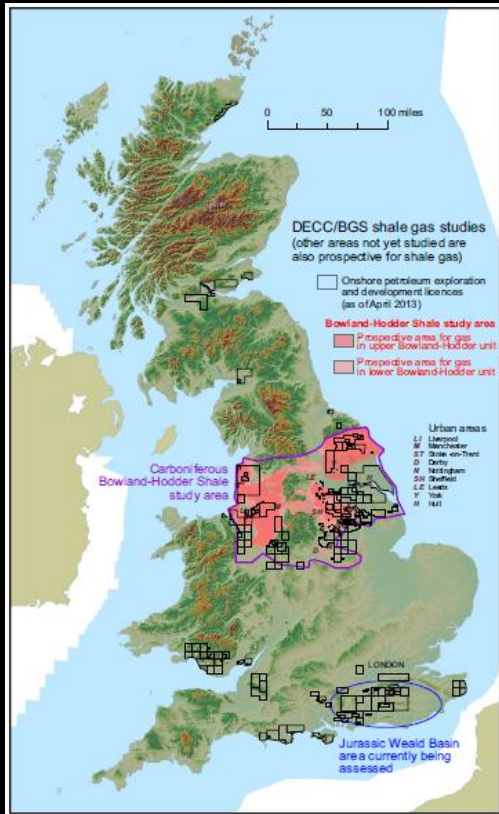 0 50 100 miles
DECC/BGS shale gas studies
(other areas not yet studied are
also prospective for shale gas)
Onshore petroleum exploration
and development licences
(as of April 2013)
Bowland-Hodder Shale study area
Prospective area for gas
in upper Bowland-Hodder unit
Prospective area for gas
in lower Bowland-Hodder unit
Urban areas
LI Liverpool
M Manchester
ST Stoke-on-Trent
D Derby
N Nottingham
SH Sheffield
LE Leeds
Y York
H Hull
Carboniferous
Bowland-Hodder Shale
study area
LE
SH
D
LONDON
Jurassic Weald Basin
area currently being
assessed